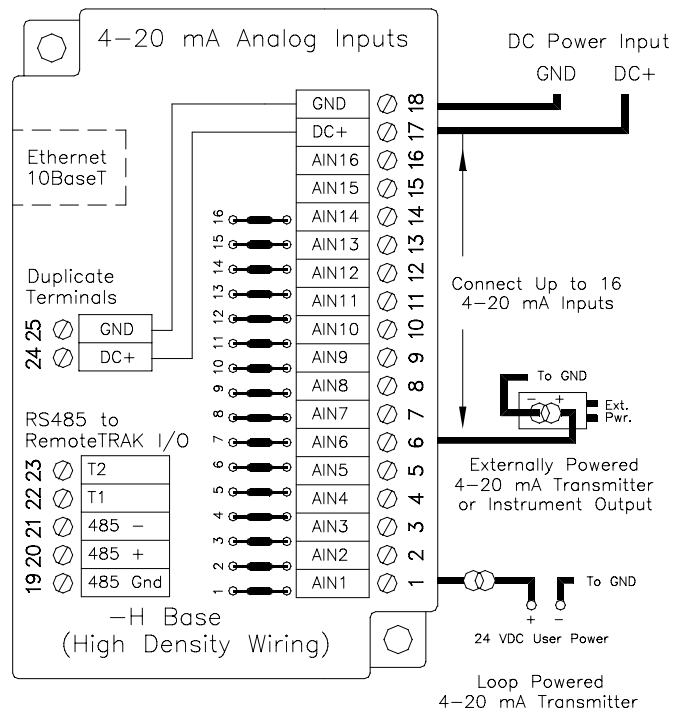 4-20 mA Analog Inputs
DC Power Input
GND DC+
GND 18
DC+ 17
AIN16 16
AIN15 15
16 AIN14 14
15 AIN13 13
14 AIN12 12
13 AIN11 11
12 AIN10 10
11 AIN9 9
10 AIN8 8
9 AIN7 7
8 AIN6 6
7 AIN5 5
6 AIN4 4
5 AIN3 3
4 AIN2 2
3 AIN1 1
2
1
Ethernet
10BaseT
Duplicate
Terminals
25 GND
24 DC+
RS485 to
RemoteTRAK I/O
23 T2
22 T1
21 485 -
20 485 +
19 485 Gnd
-H Base
(High Density Wiring)
Connect Up to 16
4-20 mA Inputs
To GND
- +
Ext.
Pwr.
Externally Powered
4-20 mA Transmitter
or Instrument Output
To GND
+ -
24 VDC User Power
Loop Powered
4-20 mA Transmitter